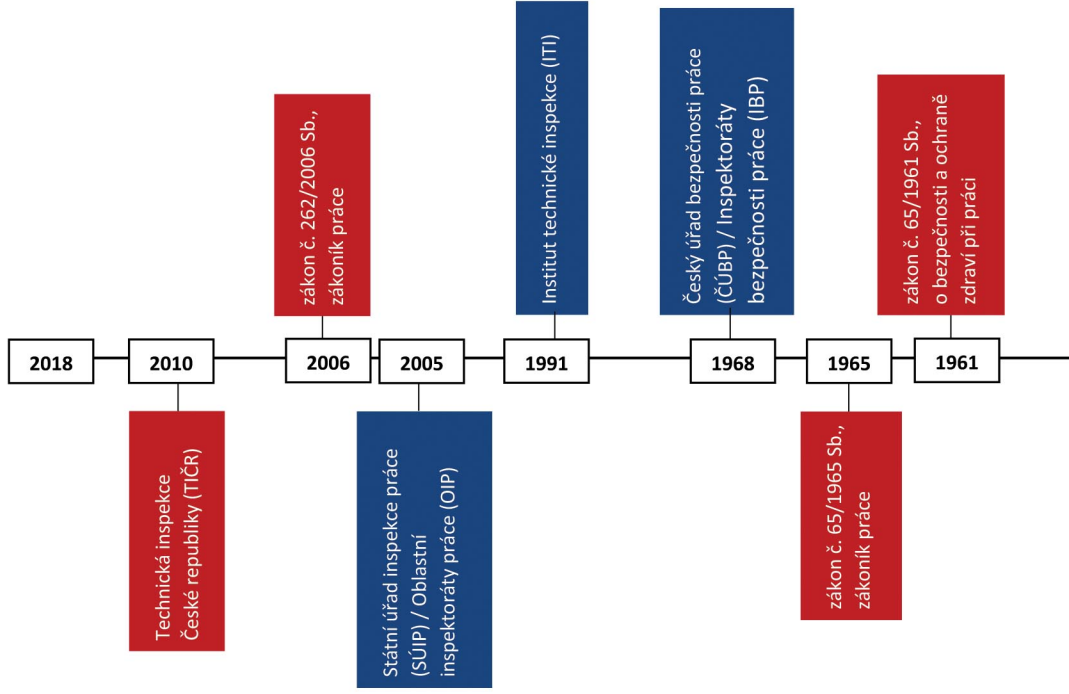 zákon č. 262/2006 Sb.,
zákoník práce
Institut technické inspekce (ITI)
Český úřad bezpečnosti práce
(ČÚBP) / Inspektoráty
bezpečnosti práce (IBP)
zákon č. 65/1961 Sb.,
o bezpečnosti a ochraně
zdraví při práci
2018
2010
2006
2005
1991
1968
1965
1961
Technická inspekce
České republiky (TIČR)
Státní úřad inspekce práce
(SÚIP) / Oblastní
inspektoráty práce (OIP)
zákon č. 65/1965 Sb.,
zákoník práce